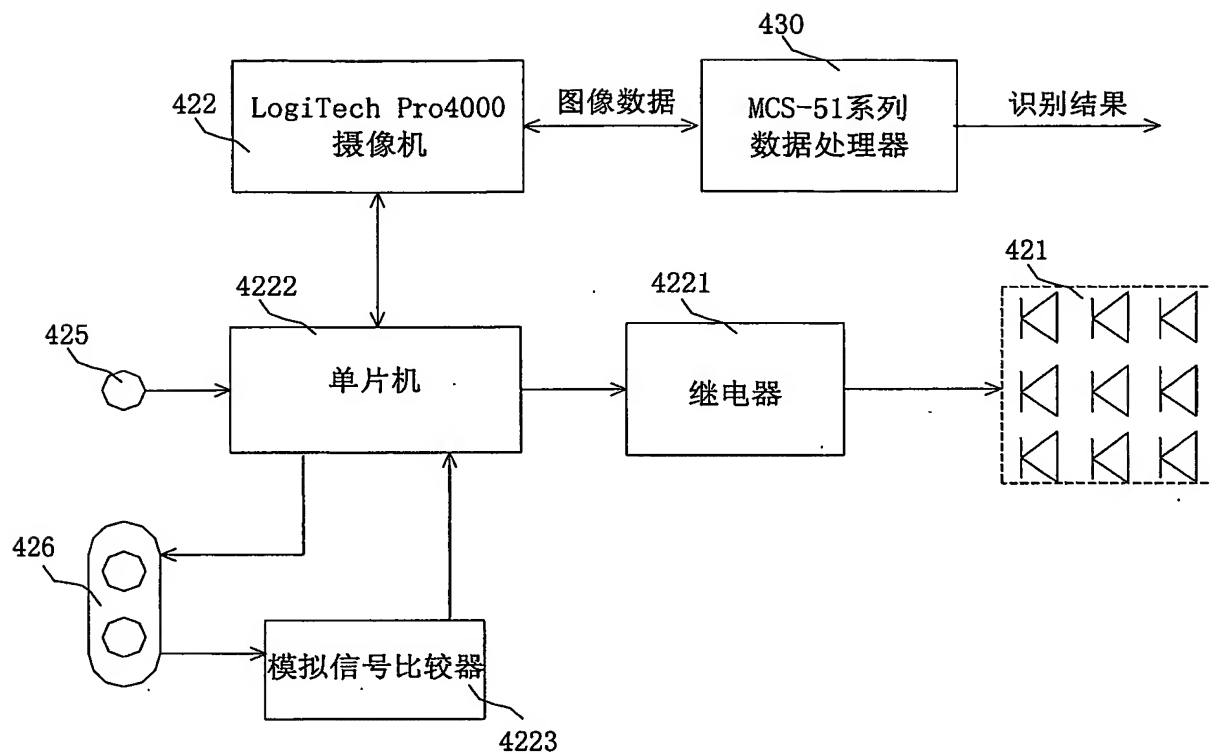 430
422
LogiTech Pro4000
摄像机
图像数据
MCS-51系列
数据处理器
识别结果
4222
4221
421
425
单片机
继电器
426
模拟信号比较器
4223